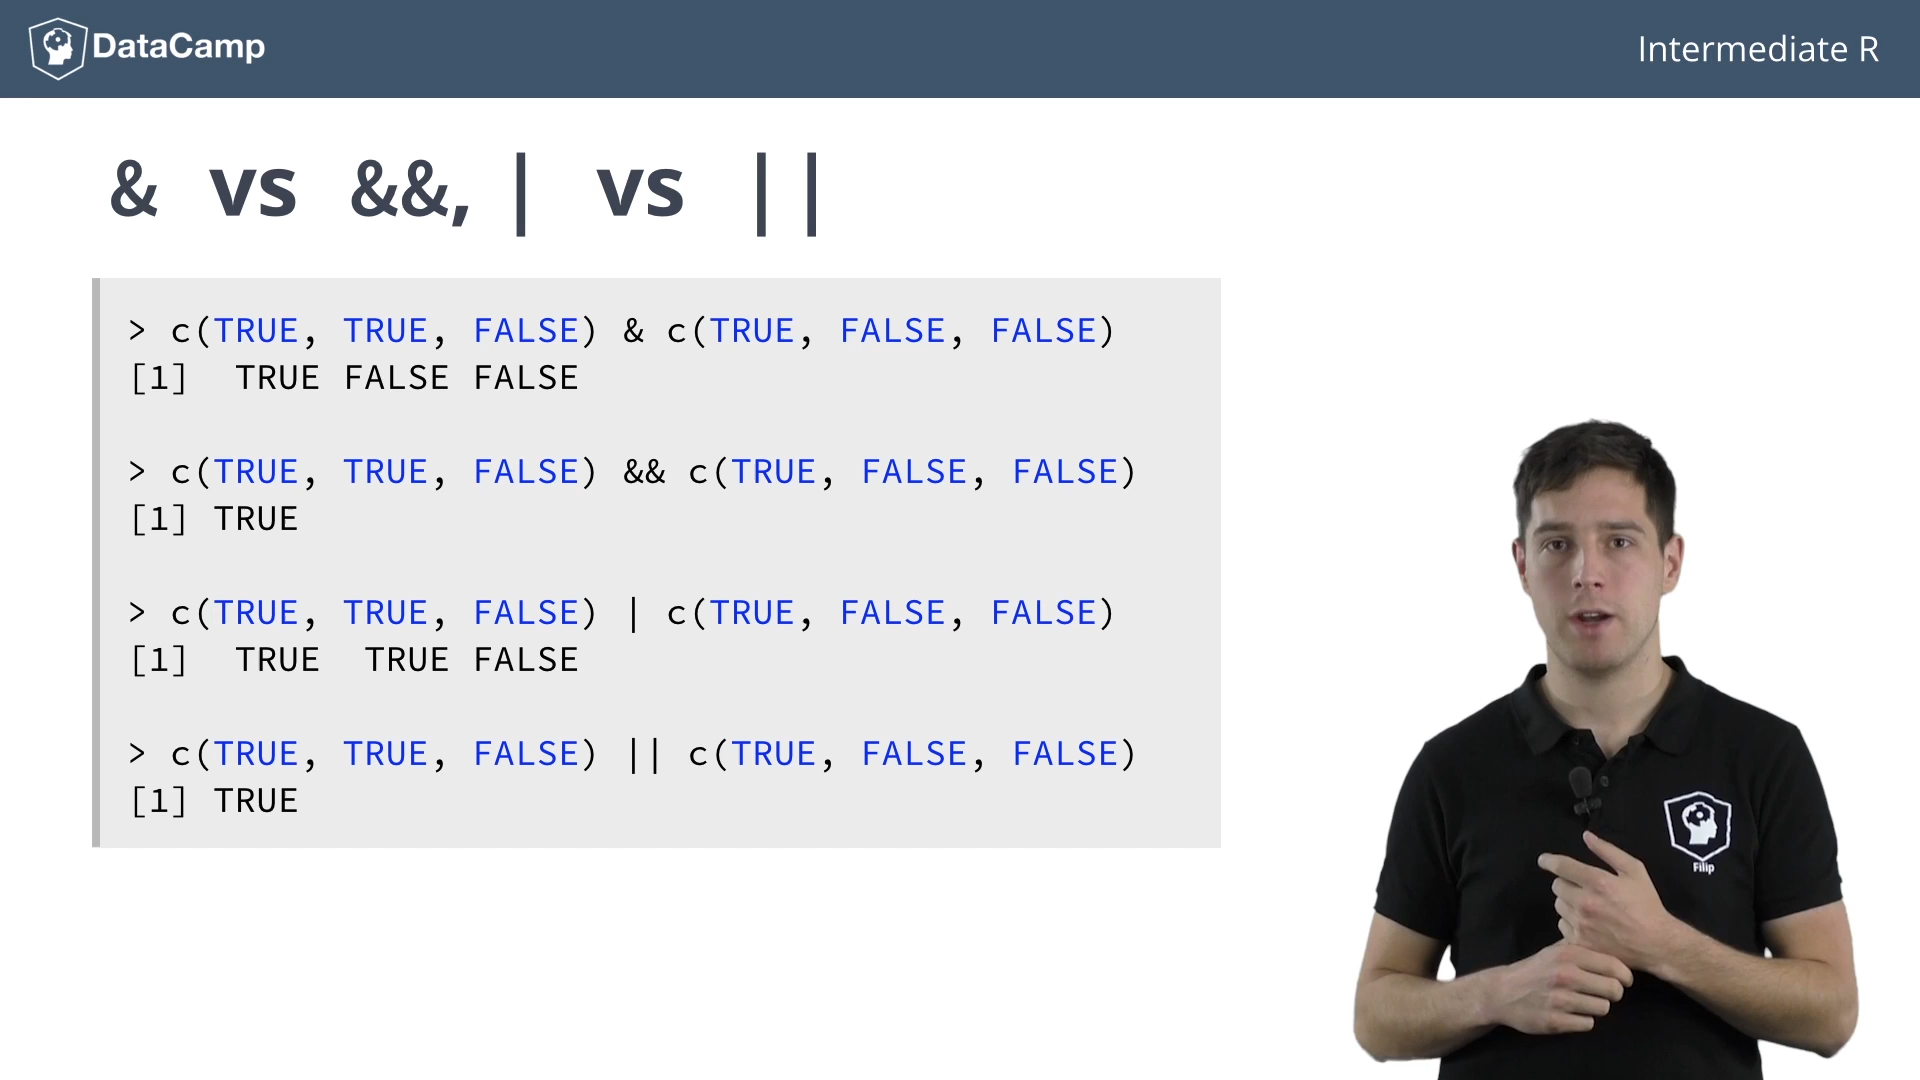 DataCamp
Intermediate R
& vs &&, | vs ||
> c(TRUE, TRUE, FALSE) & c(TRUE, FALSE, FALSE)
[1]  TRUE FALSE FALSE
> c(TRUE, TRUE, FALSE) && c(TRUE, FALSE, FALSE)
[1] TRUE
> c(TRUE, TRUE, FALSE) | c(TRUE, FALSE, FALSE)
[1]  TRUE  TRUE FALSE
> c(TRUE, TRUE, FALSE) || c(TRUE, FALSE, FALSE)
[1] TRUE
Filip